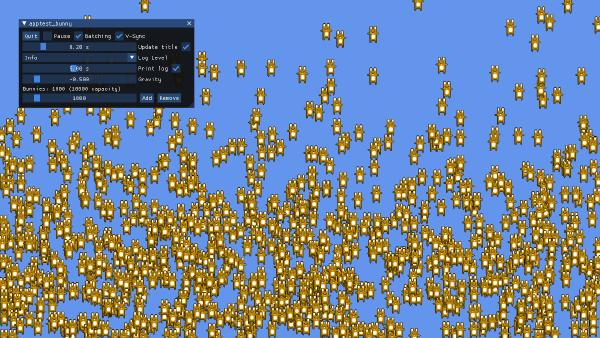 apptest_bunny
Quit Pause Batching V-Sync
0.20 s Update title
Info Log Level
Print log
-0.500 Gravity
Bunnies: 1000 (10000 capacity)
1000 Add Remove